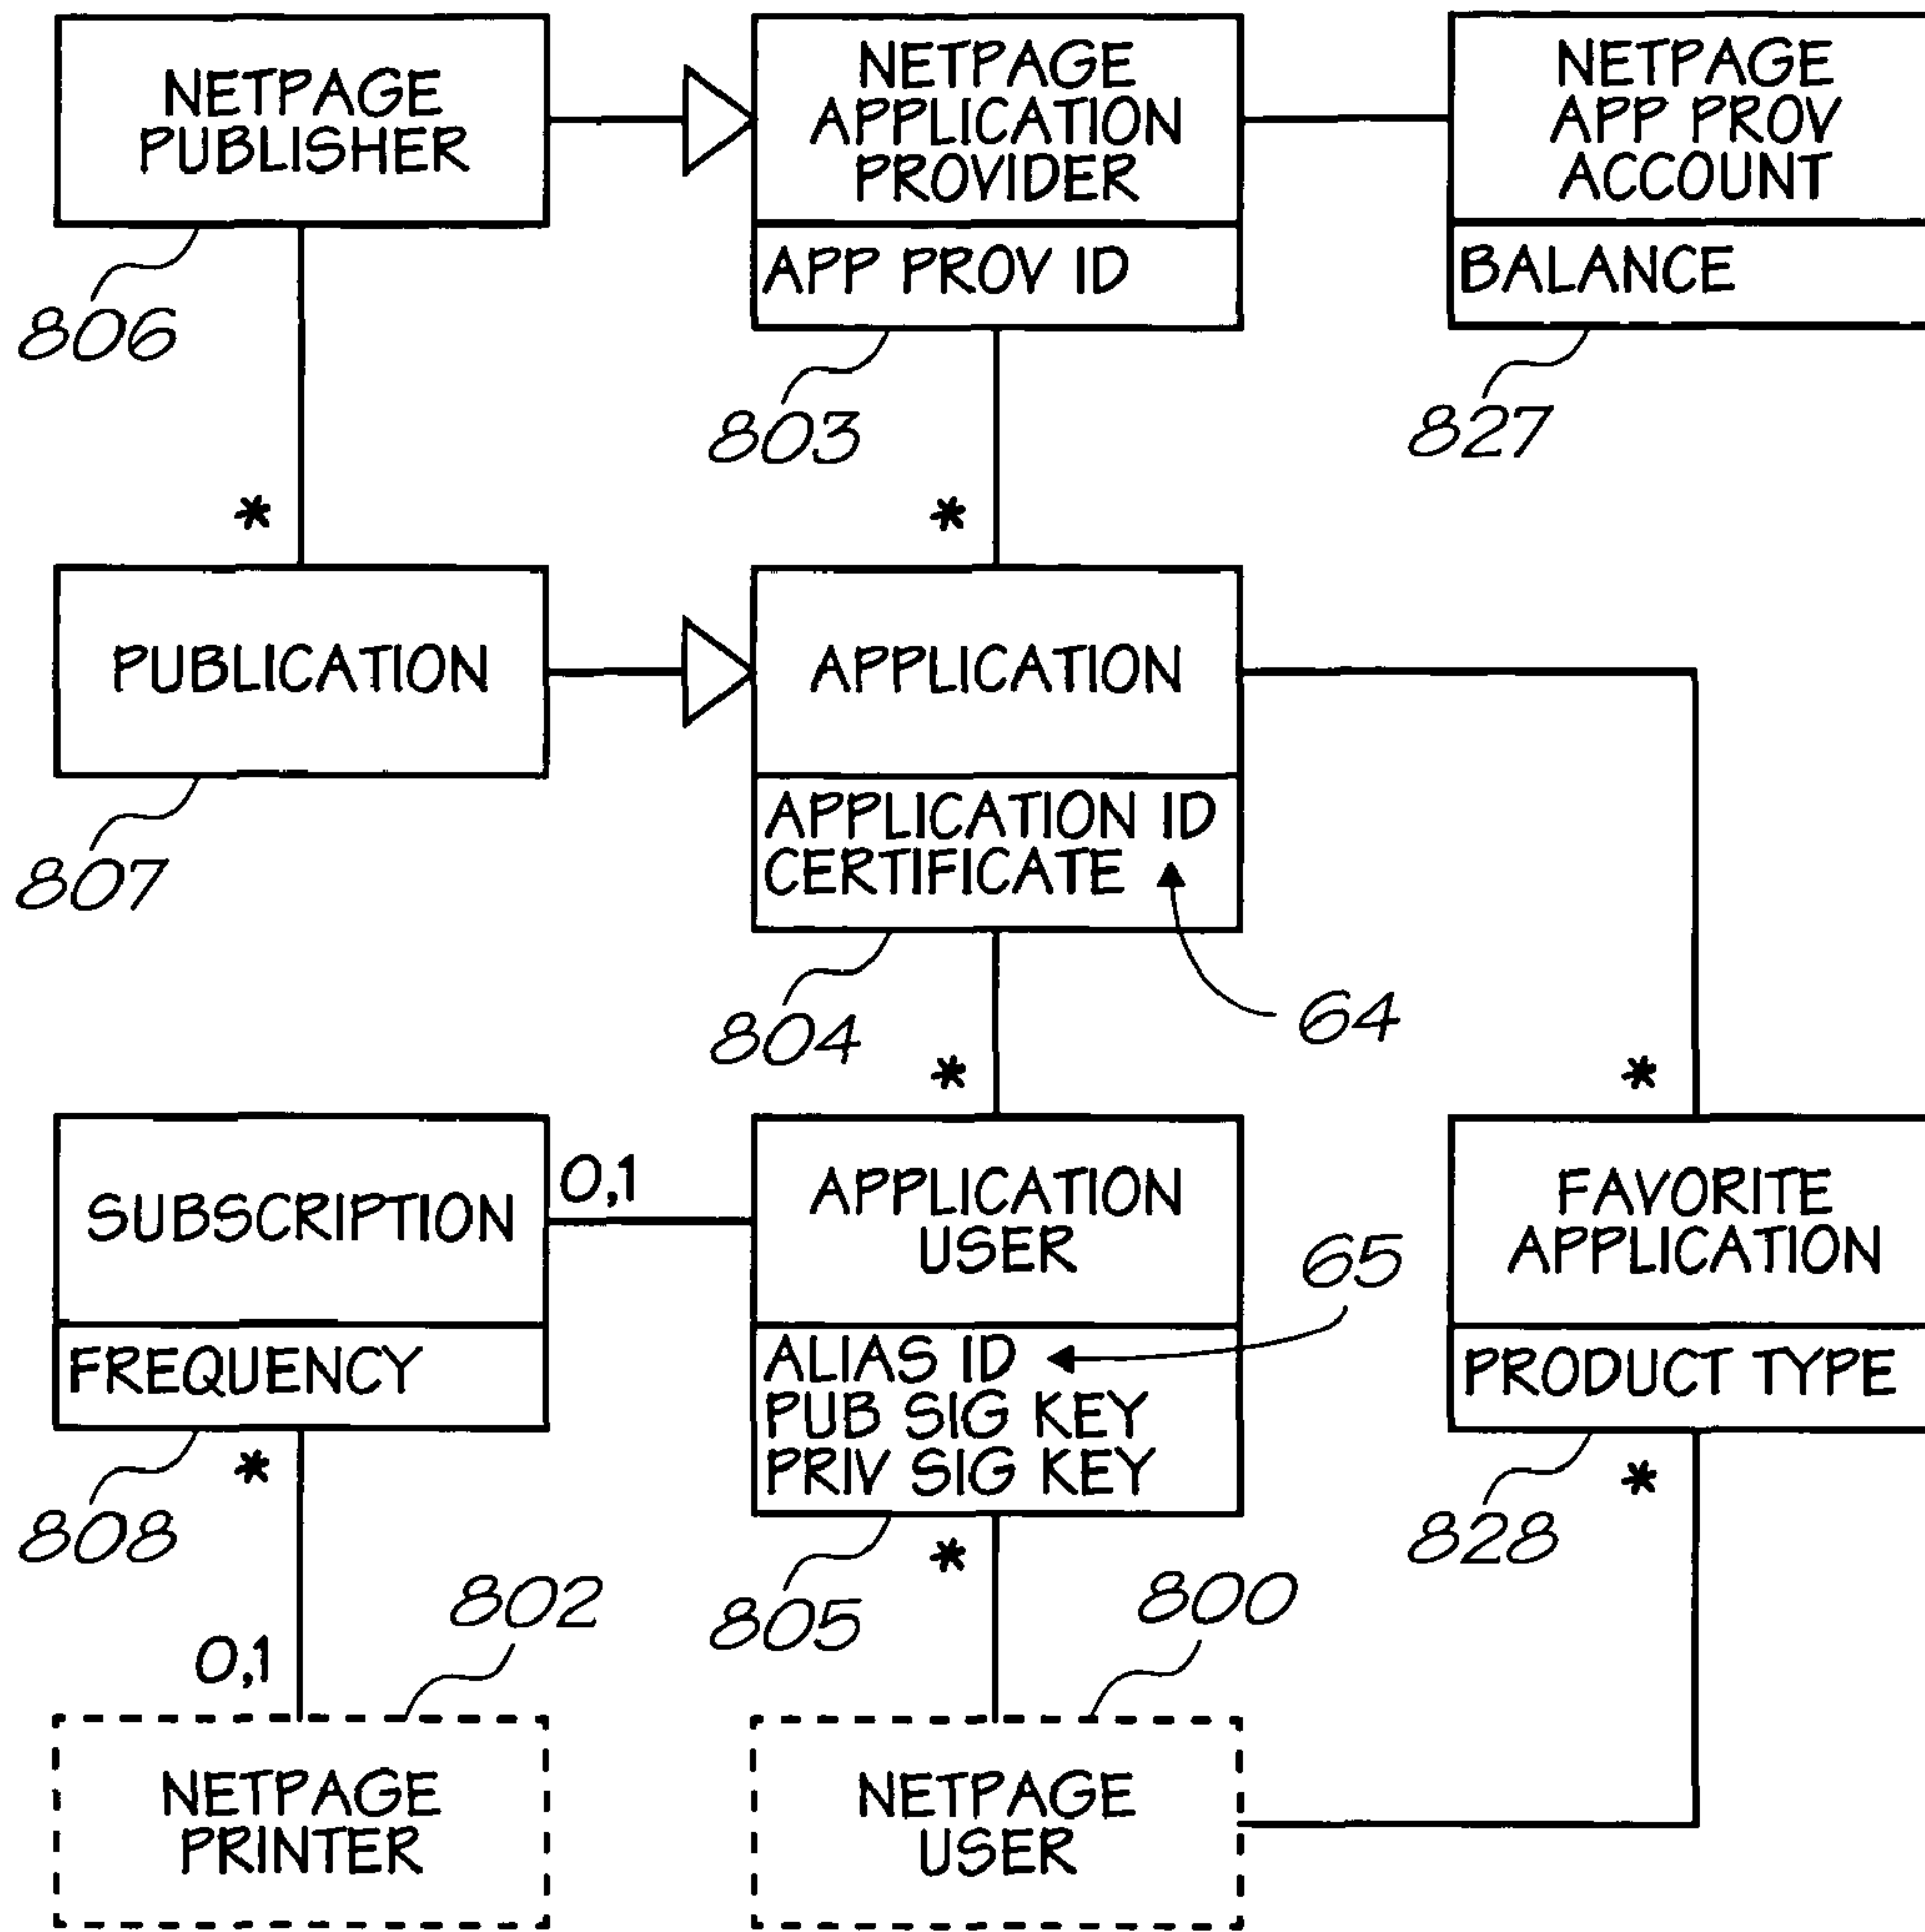 NETPAGE
PUBLISHER
NETPAGE
APPLICATION
PROVIDER
APP PROV ID
NETPAGE
APP PROV
ACCOUNT
BALANCE
806
803
827
*
*
PUBLICATION
APPLICATION
APPLICATION ID
CERTIFICATE
807
804
64
*
*
SUBSCRIPTION
FREQUENCY
0,1
APPLICATION
USER
ALIAS ID
PUB SIG KEY
PRIV SIG KEY
65
FAVORITE
APPLICATION
PRODUCT TYPE
808
*
802
0,1
805
*
800
828
*
NETPAGE
PRINTER
NETPAGE
USER